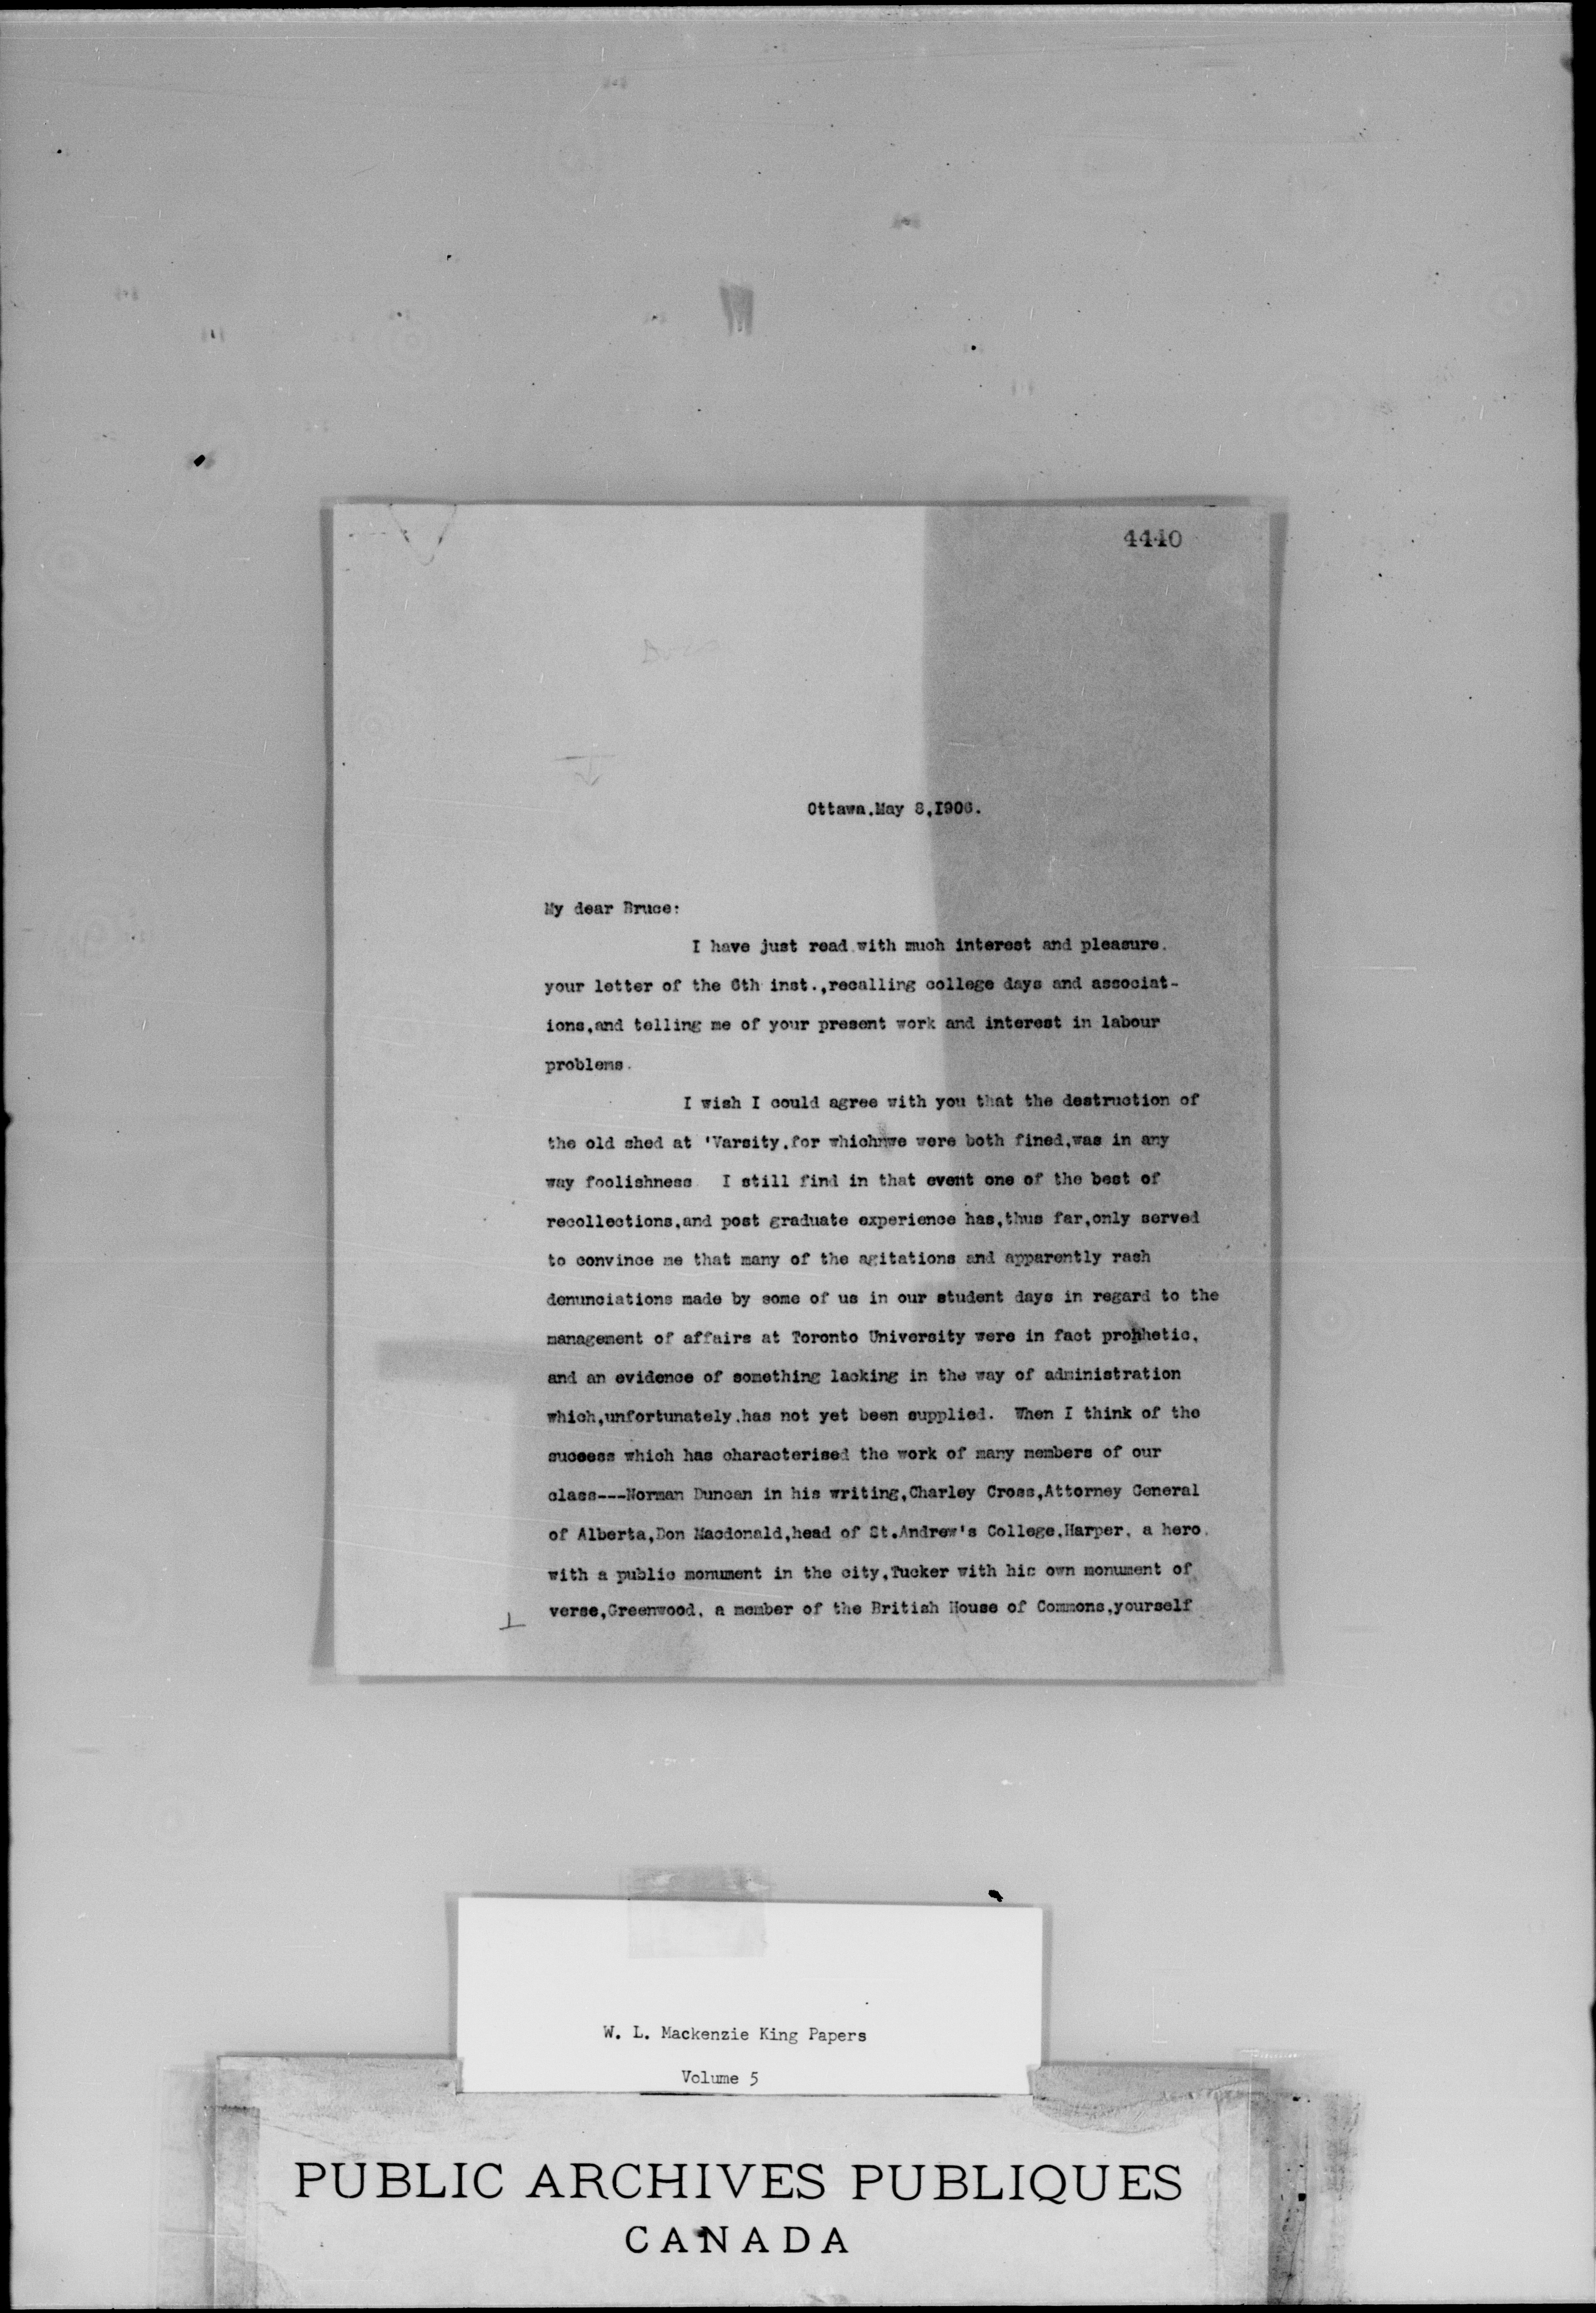 4440
Ottawa,May 8,I906.
My dear Bruce:
I have just read with much interest and pleasure,
your letter of the 6th inst.,recalling college days and associat-
ions,and telling me of your present work and interest in labour
problems.
I wish I could agree with you that the destruction of
the old shed at 'Varsity,for whichnwe were both fined,was in any
way foolishness. I still find in that event one of the best of
recollections,and post graduate experience has,thus far,only served
to convince me that many of the agitations and apparently rash
denunciations made by some of us in our student days in regard to the
management of affairs at Toronto University were in fact prophetic,
and an evidence of something lacking in the way of administration
which,unfortunately,has not yet been supplied. When I think of the
success which has characterised the work of many members of our
class---Norman Duncan in his writing,Charley Cross,Attorney General
of Alberta,Don Macdonald,head of St.Andrew's College,Harper, a hero,
with a public monument in the city,Tucker with his own monument of
verse,Greenwood, a member of the British House of Commons,yourself
W. L. Mackenzie King Papers
Volume 5
PUBLIC ARCHIVES PUBLIQUES
CANADA